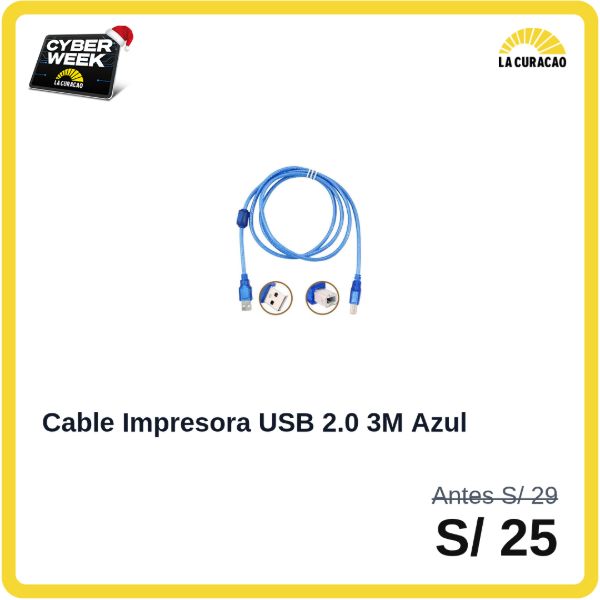 CYBER
WEEK
LA CURACAO
LA CURACAO
Cable Impresora USB 2.0 3M Azul
Antes S/ 29
S/ 25